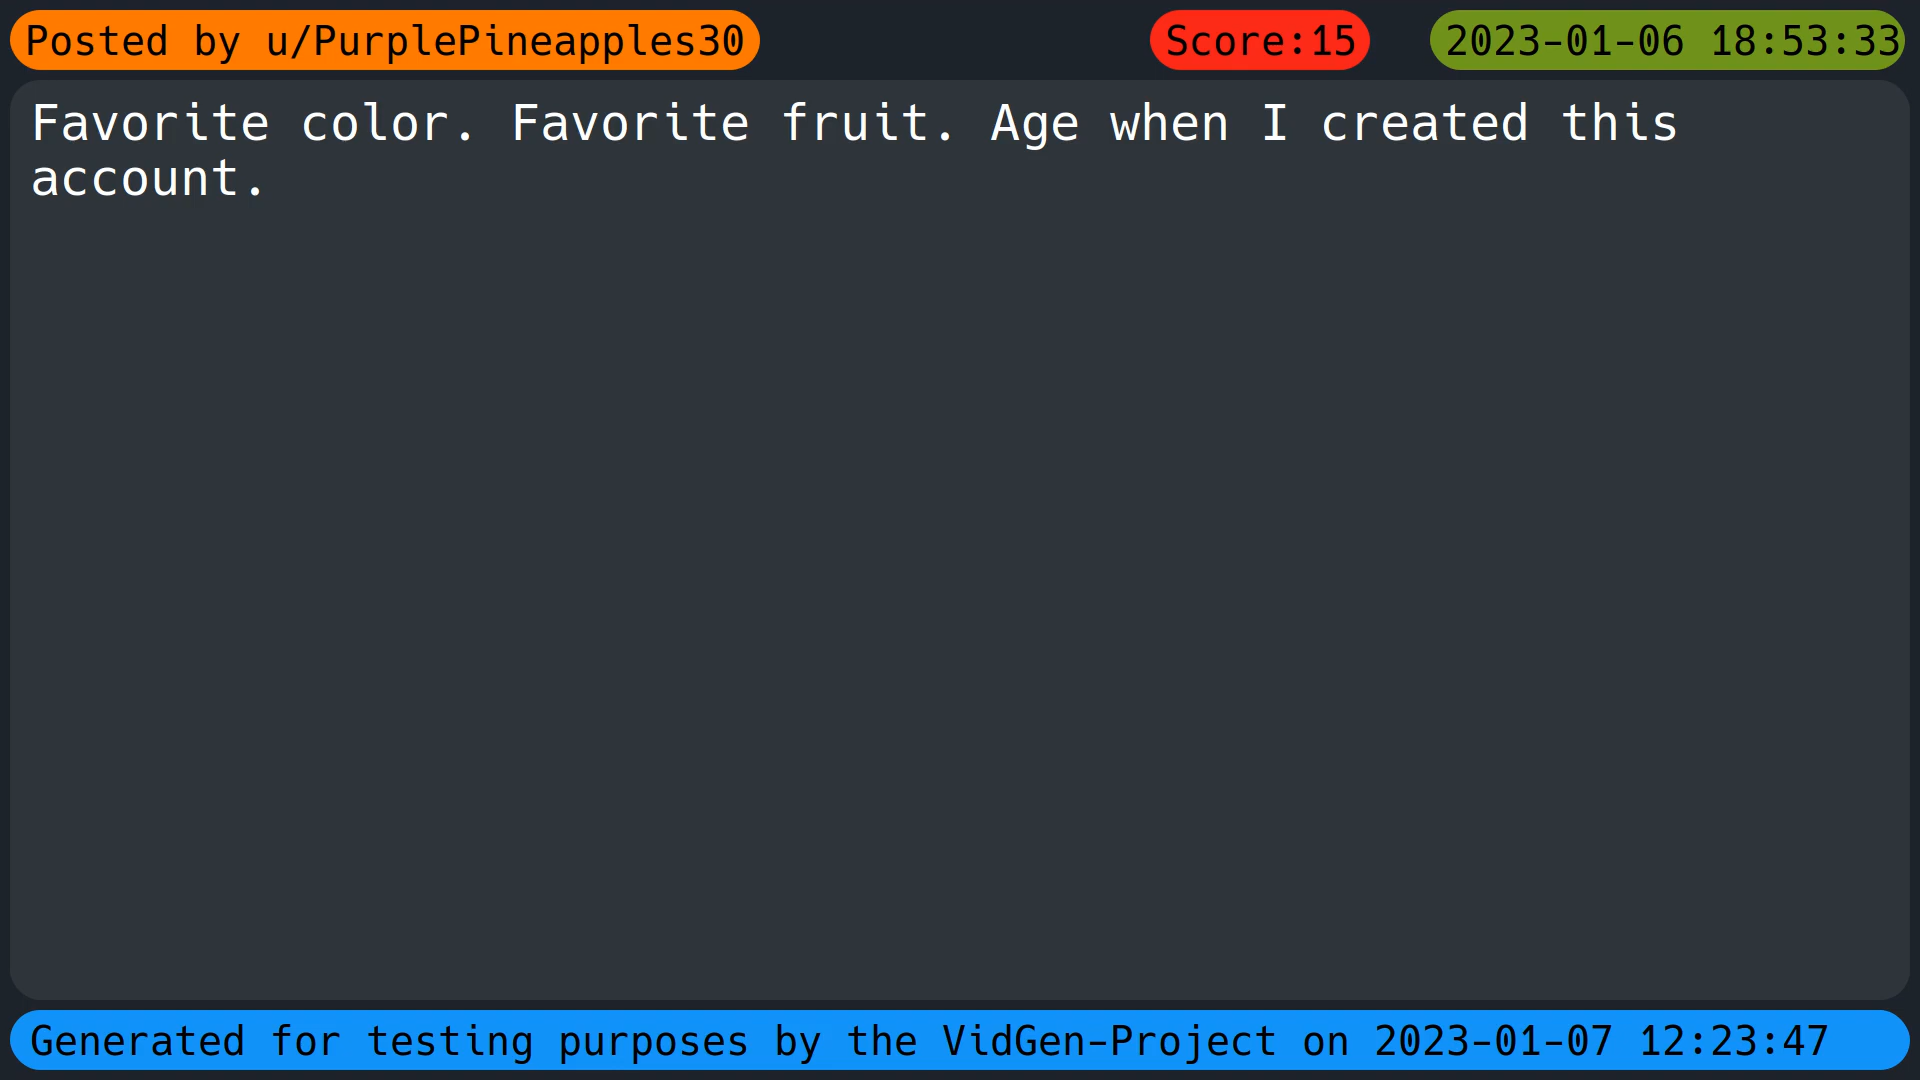 Posted by u/PurplePineapples30
Score:15
2023-01-06 18:53:33
Favorite color. Favorite fruit. Age when I created this
account.
Generated for testing purposes by the VidGen-Project on 2023-01-07 12:23:47